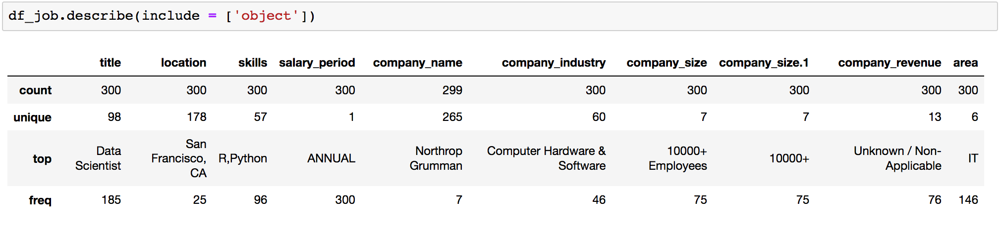 df_job.describe(include = ['object'])
title location skills salary_period company_name company_industry company_size company_size.1 company_revenue area
count 300 300 300 300 299 300 300 300 300 300
unique 98 178 57 1 265 60 7 7 13 6
top Data Scientist San Francisco, CA R,Python ANNUAL Northrop Grumman Computer Hardware & Software 10000+ Employees 10000+ Unknown / Non-Applicable IT
freq 185 25 96 300 7 46 75 75 76 146